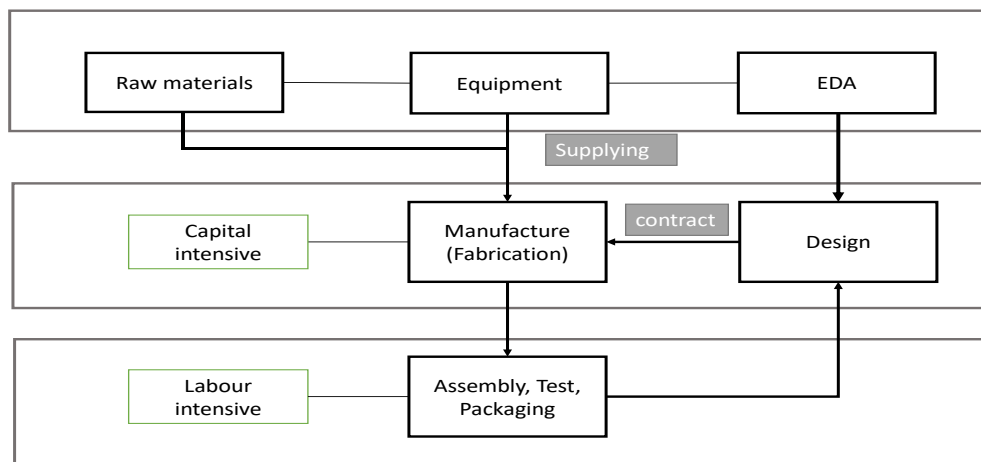 Raw materials
Equipment
EDA
Supplying
Capital
intensive
Manufacture
(Fabrication)
contract
Design
Labour
intensive
Assembly, Test,
Packaging